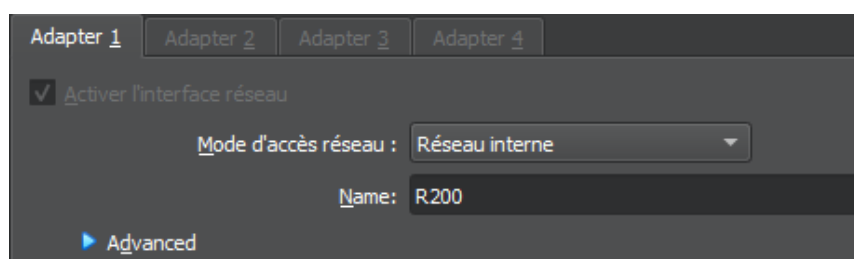 Adapter 1 Adapter 2 Adapter 3 Adapter 4
Activer l'interface réseau
Mode d'accès réseau : Réseau interne
Name: R200
Advanced